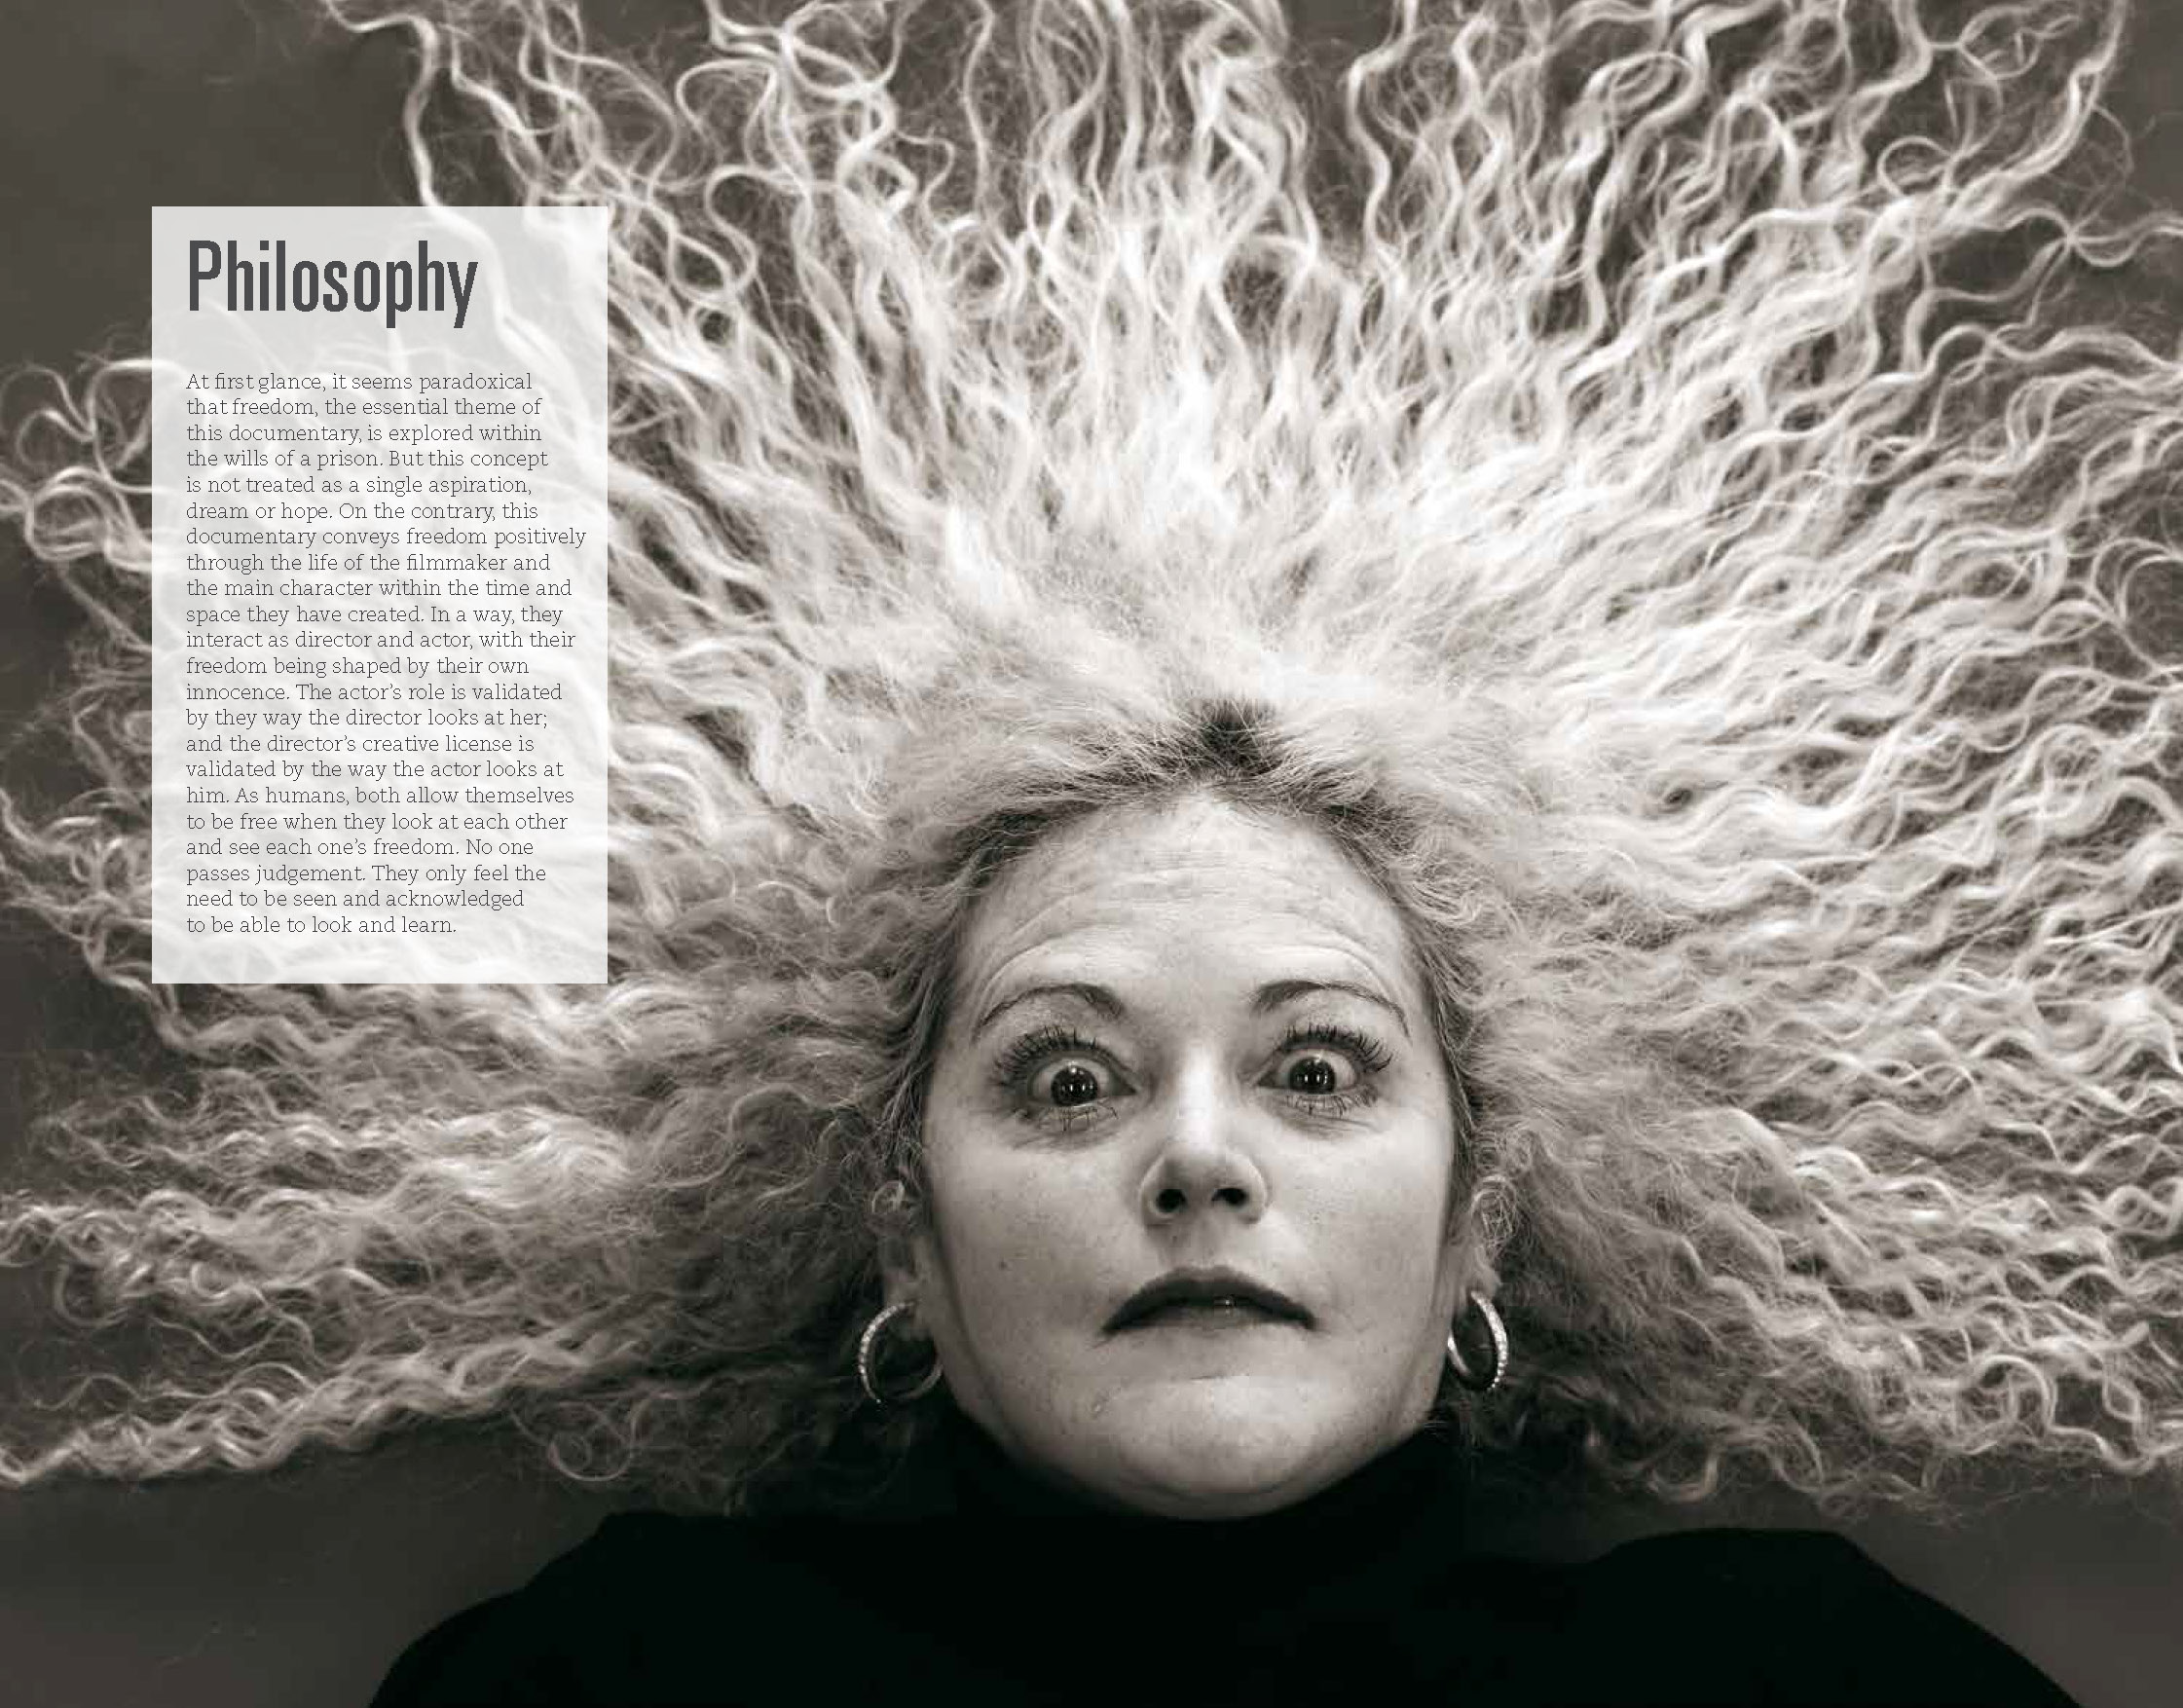 Philosophy
At first glance, it seems paradoxical
that freedom, the essential theme of
this documentary, is explored within
the wills of a prison. But this concept
is not treated as a single aspiration,
dream or hope. On the contrary, this
documentary conveys freedom positively
through the life of the filmmaker and
the main character within the time and
space they have created. In a way, they
interact as director and actor, with their
freedom being shaped by their own
innocence. The actor’s role is validated
by they way the director looks at her;
and the director’s creative license is
validated by the way the actor looks at
him. As humans, both allow themselves
to be free when they look at each other
and see each one’s freedom. No one
passes judgement. They only feel the
need to be seen and acknowledged
to be able to look and learn.